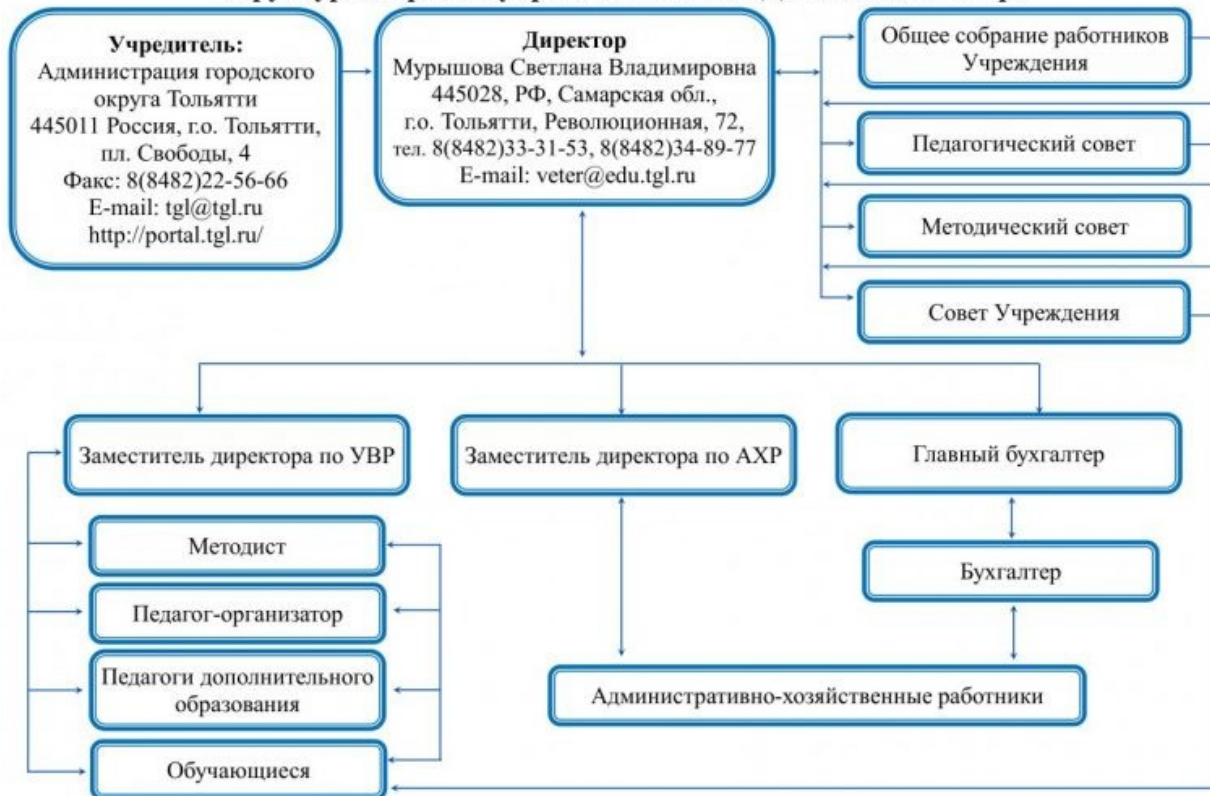 Учредитель:
Администрация городского
округа Тольятти
445011 Россия, г.о. Тольятти,
пл. Свободы, 4
Факс: 8(8482)22-56-66
E-mail: tgl@tgl.ru
http://portal.tgl.ru/
Директор
Мурышова Светлана Владимировна
445028, РФ, Самарская обл.,
г.о. Тольятти, Революционная, 72,
тел. 8(8482)33-31-53, 8(8482)34-89-77
E-mail: veter@edu.tgl.ru
Общее собрание работников
Учреждения
Педагогический совет
Методический совет
Совет Учреждения
Заместитель директора по УВР
Заместитель директора по АХР
Главный бухгалтер
Методист
Педагог-организатор
Педагоги дополнительного
образования
Обучающиеся
Бухгалтер
Административно-хозяйственные работники